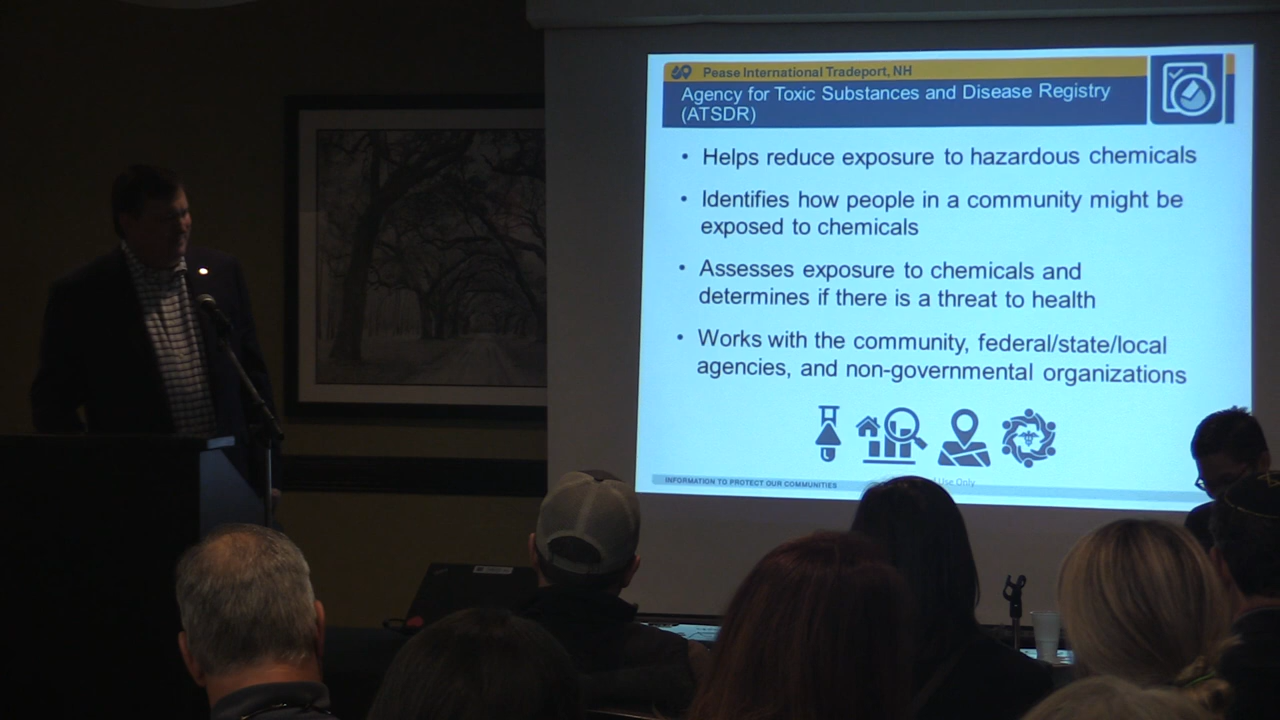 Pease International Tradeport, NH
Agency for Toxic Substances and Disease Registry
(ATSDR)
• Helps reduce exposure to hazardous chemicals
• Identifies how people in a community might be
exposed to chemicals
• Assesses exposure to chemicals and
determines if there is a threat to health
• Works with the community, federal/state/local
agencies, and non-governmental organizations
INFORMATION TO PROTECT OUR COMMUNITIES
Use Only